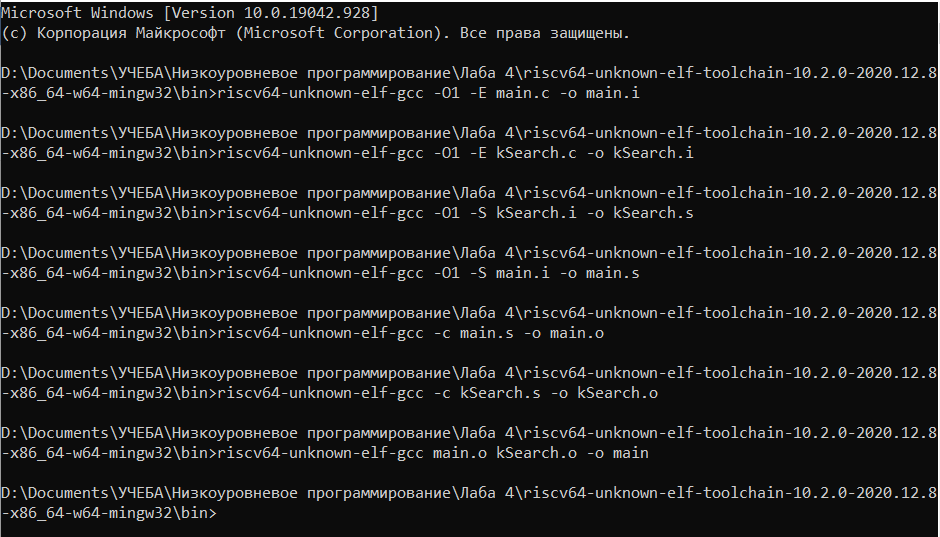 Microsoft Windows [Version 10.0.19042.928]
(c) Корпорация Майкрософт (Microsoft Corporation). Все права защищены.
D:\Documents\УЧЕБА\Низкоуровневое программирование\Лаба 4\riscv64-unknown-elf-toolchain-10.2.0-2020.12.8
-x86_64-w64-mingw32\bin>riscv64-unknown-elf-gcc -O1 -E main.c -o main.i
D:\Documents\УЧЕБА\Низкоуровневое программирование\Лаба 4\riscv64-unknown-elf-toolchain-10.2.0-2020.12.8
-x86_64-w64-mingw32\bin>riscv64-unknown-elf-gcc -O1 -E kSearch.c -o kSearch.i
D:\Documents\УЧЕБА\Низкоуровневое программирование\Лаба 4\riscv64-unknown-elf-toolchain-10.2.0-2020.12.8
-x86_64-w64-mingw32\bin>riscv64-unknown-elf-gcc -O1 -S kSearch.i -o kSearch.s
D:\Documents\УЧЕБА\Низкоуровневое программирование\Лаба 4\riscv64-unknown-elf-toolchain-10.2.0-2020.12.8
-x86_64-w64-mingw32\bin>riscv64-unknown-elf-gcc -O1 -S main.i -o main.s
D:\Documents\УЧЕБА\Низкоуровневое программирование\Лаба 4\riscv64-unknown-elf-toolchain-10.2.0-2020.12.8
-x86_64-w64-mingw32\bin>riscv64-unknown-elf-gcc -c main.s -o main.o
D:\Documents\УЧЕБА\Низкоуровневое программирование\Лаба 4\riscv64-unknown-elf-toolchain-10.2.0-2020.12.8
-x86_64-w64-mingw32\bin>riscv64-unknown-elf-gcc -c kSearch.s -o kSearch.o
D:\Documents\УЧЕБА\Низкоуровневое программирование\Лаба 4\riscv64-unknown-elf-toolchain-10.2.0-2020.12.8
-x86_64-w64-mingw32\bin>riscv64-unknown-elf-gcc main.o kSearch.o -o main
D:\Documents\УЧЕБА\Низкоуровневое программирование\Лаба 4\riscv64-unknown-elf-toolchain-10.2.0-2020.12.8
-x86_64-w64-mingw32\bin>